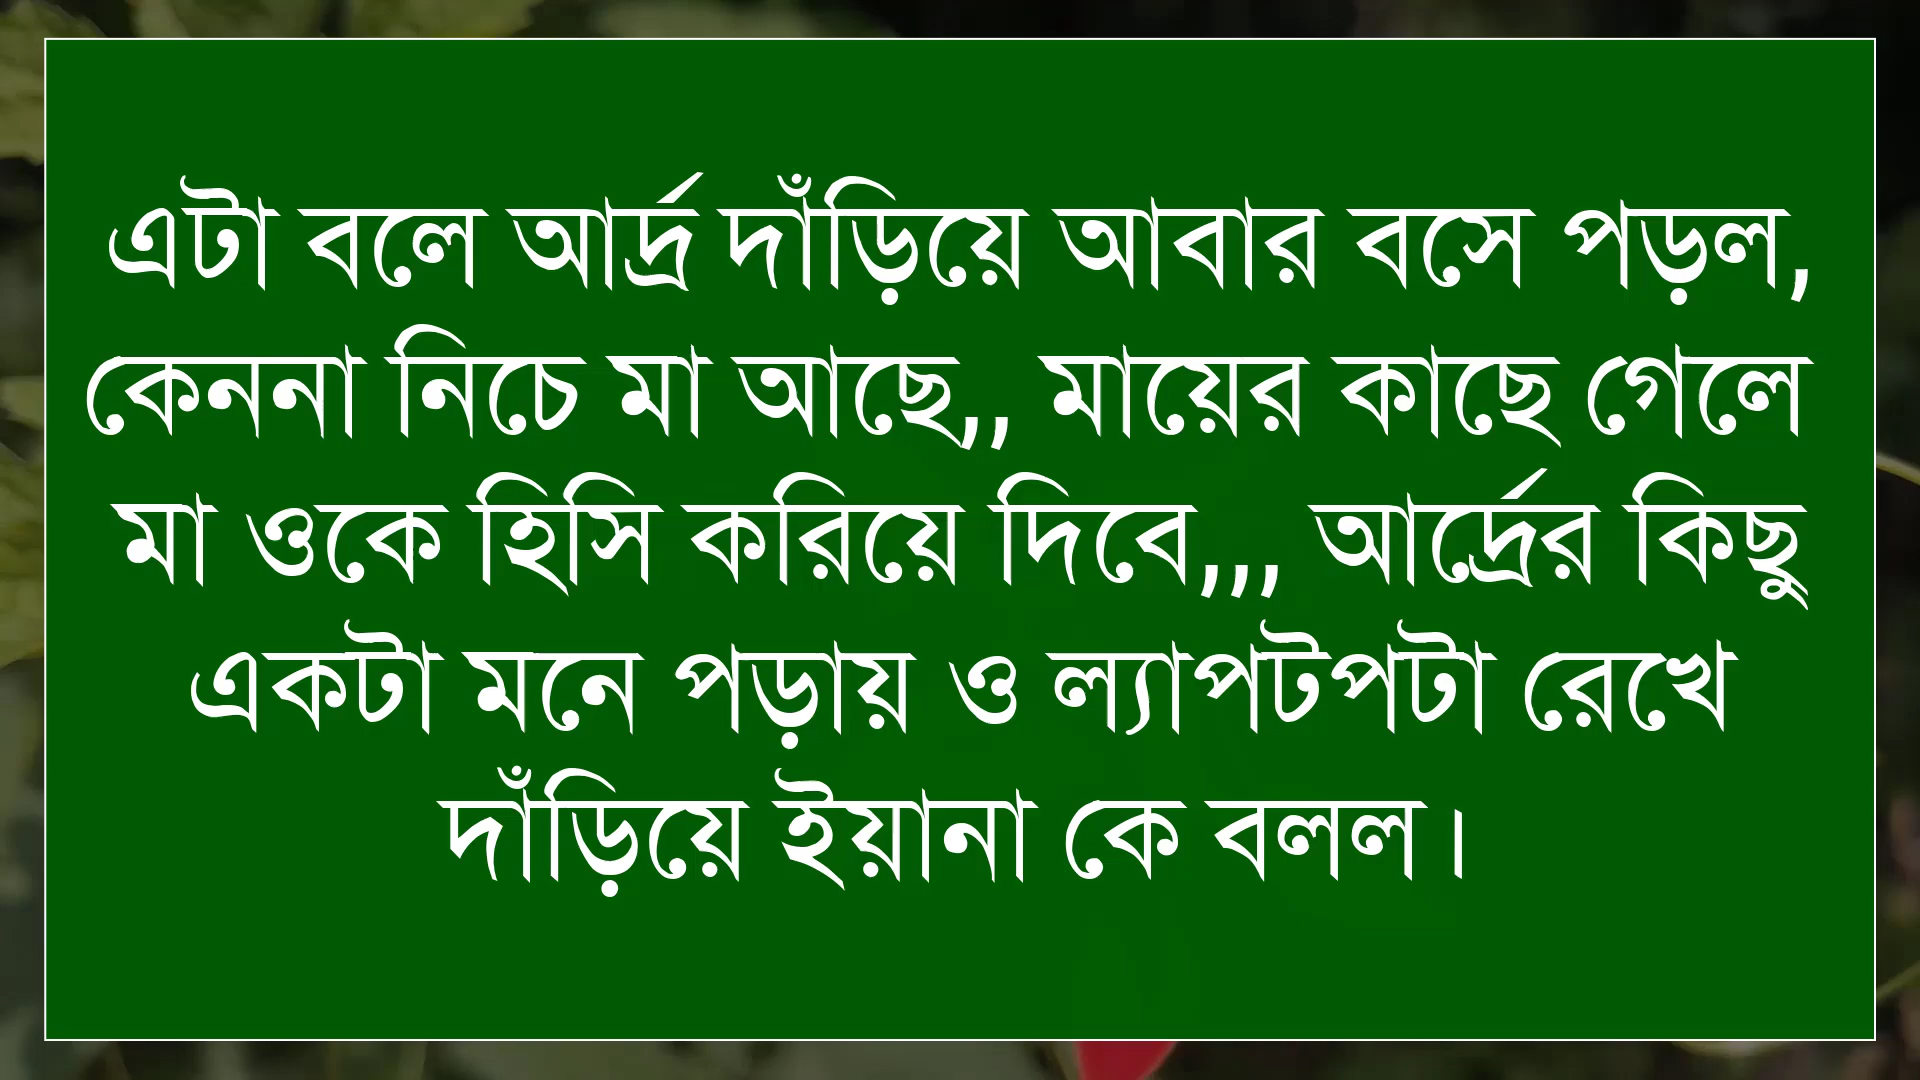 এটা বলে আর্দ্র দাঁড়িয়ে আবার বসে পড়ল,
কেননা নিচে মা আছে,, মায়ের কাছে গেলে
মা ওকে হিসি করিয়ে দিবে,,, আর্দ্রের কিছু
একটা মনে পড়ায় ও ল্যাপটপটা রেখে
দাঁড়িয়ে ইয়ানা কে বলল।